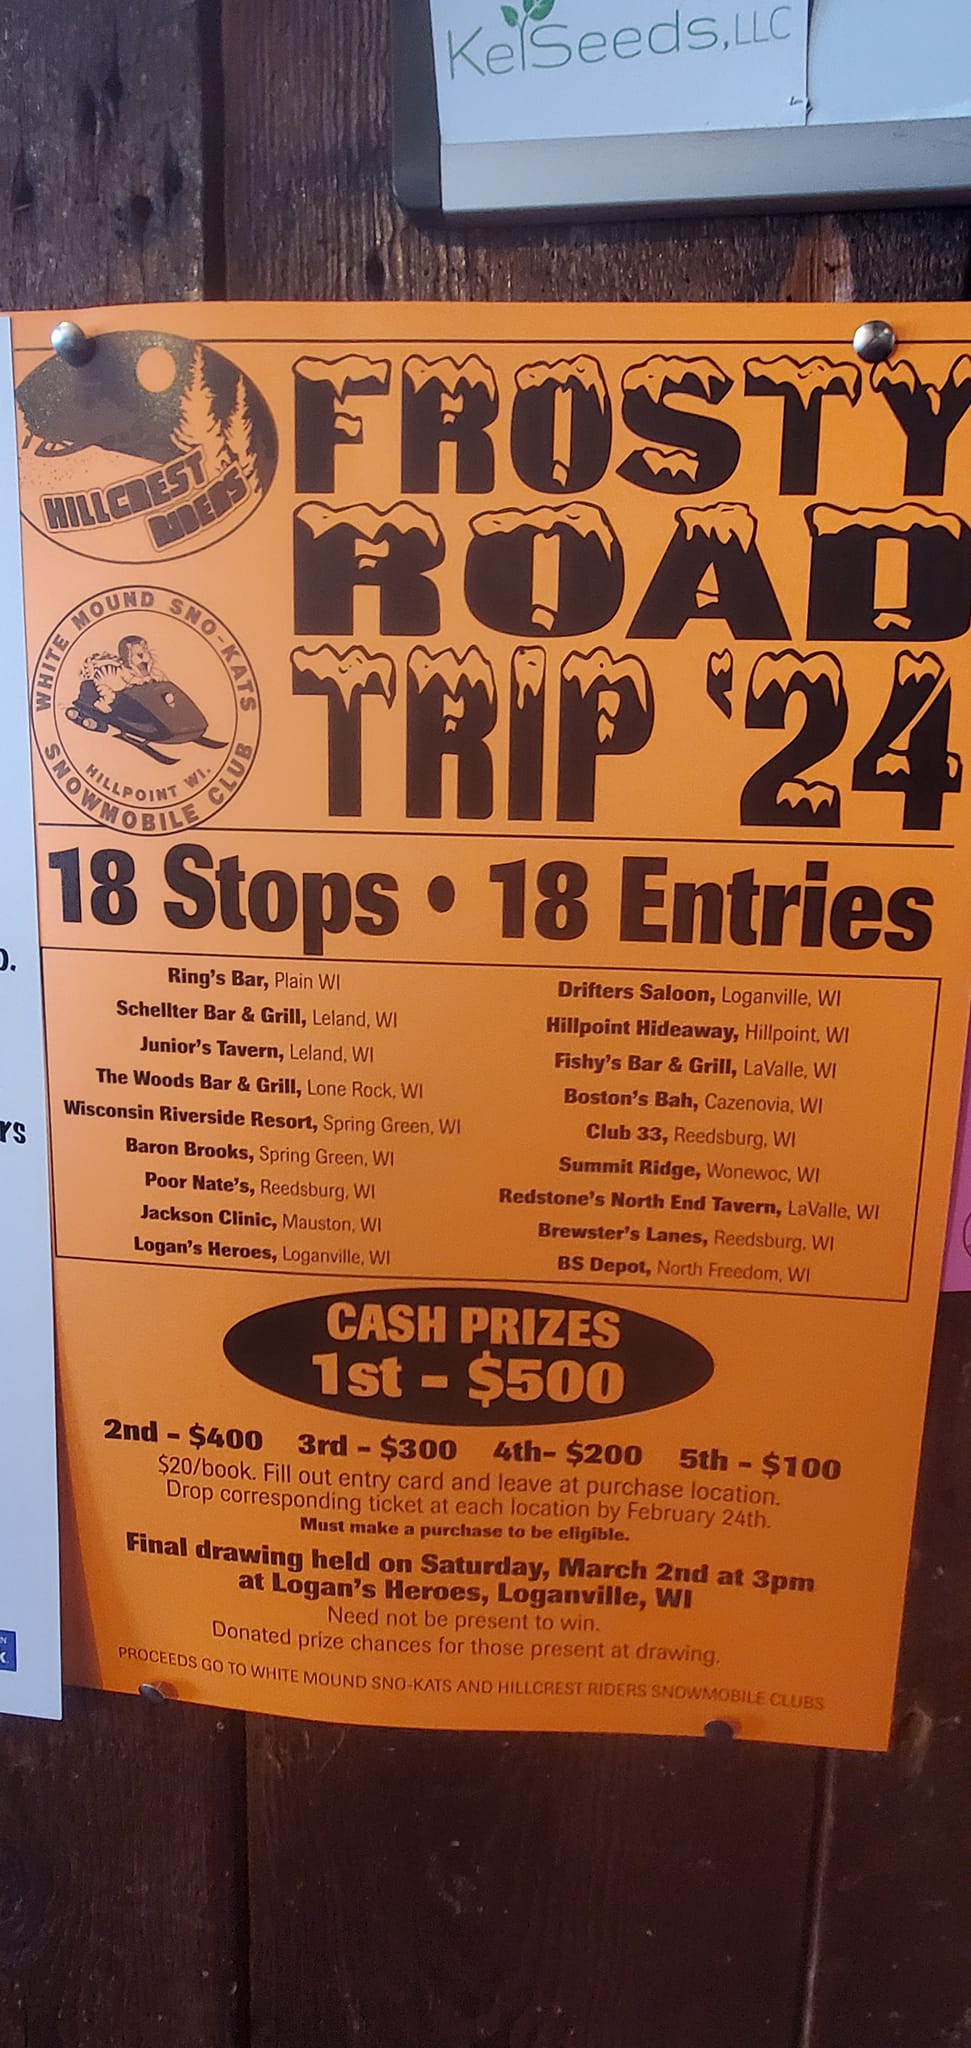 KelSeeds, LLC
HILLCREST
RIDERS
FROSTY
ROAD
TRIP '24
WHITE MOUND SNO-KATS
HILLPOINT WI.
SNOWMOBILE CLUB
18 Stops • 18 Entries
Ring's Bar, Plain WI
Schellter Bar & Grill, Leland, WI
Junior's Tavern, Leland, WI
The Woods Bar & Grill, Lone Rock, WI
Wisconsin Riverside Resort, Spring Green, WI
Baron Brooks, Spring Green, WI
Poor Nate's, Reedsburg, WI
Jackson Clinic, Mauston, WI
Logan's Heroes, Loganville, WI
Drifters Saloon, Loganville, WI
Hillpoint Hideaway, Hillpoint, WI
Fishy's Bar & Grill, LaValle, WI
Boston's Bah, Cazenovia, WI
Club 33, Reedsburg, WI
Summit Ridge, Wonewoc, WI
Redstone's North End Tavern, LaValle, WI
Brewster's Lanes, Reedsburg, WI
BS Depot, North Freedom, WI
CASH PRIZES
1st - $500
2nd - $400 3rd - $300 4th- $200 5th - $100
$20/book. Fill out entry card and leave at purchase location.
Drop corresponding ticket at each location by February 24th.
Must make a purchase to be eligible.
Final drawing held on Saturday, March 2nd at 3pm
at Logan's Heroes, Loganville, WI
Need not be present to win.
Donated prize chances for those present at drawing.
PROCEEDS GO TO WHITE MOUND SNO-KATS AND HILLCREST RIDERS SNOWMOBILE CLUBS